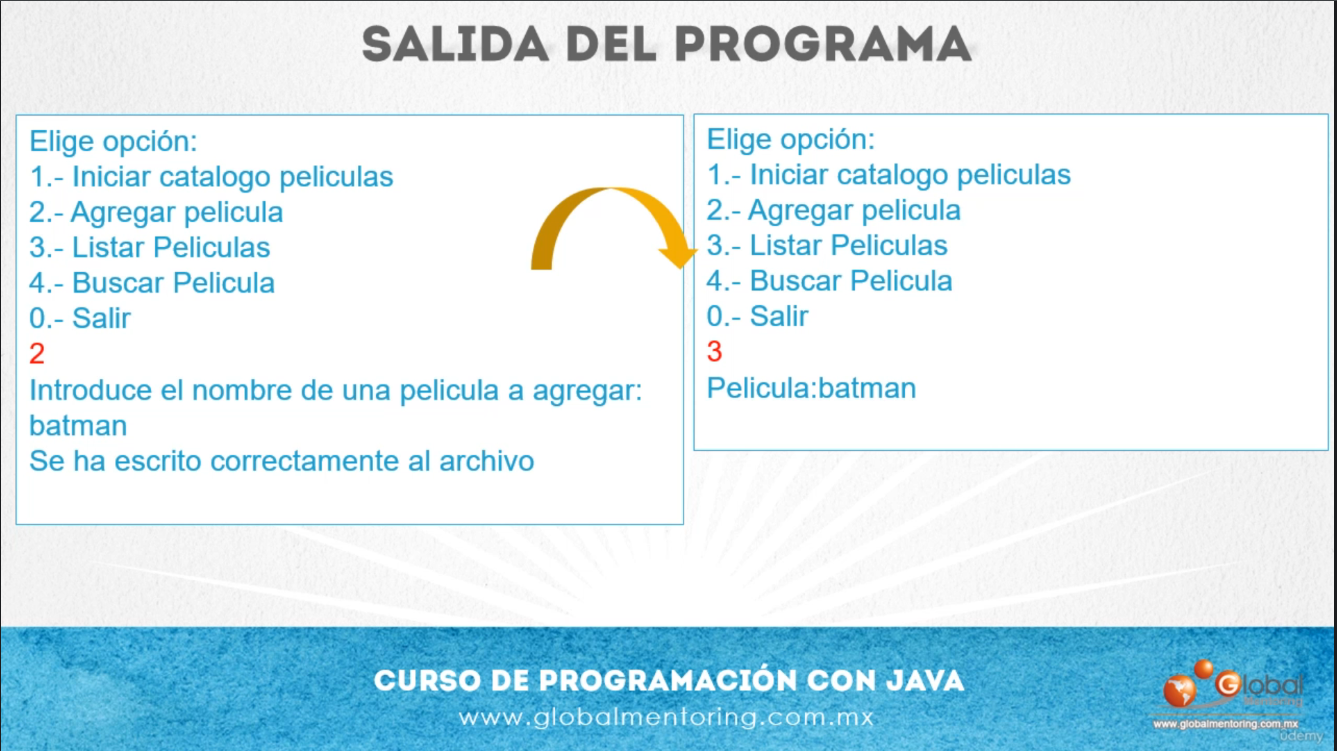 SALIDA DEL PROGRAMA
Elige opción:
1.- Iniciar catalogo peliculas
2.- Agregar pelicula
3.- Listar Peliculas
4.- Buscar Pelicula
0.- Salir
2
Introduce el nombre de una pelicula a agregar:
batman
Se ha escrito correctamente al archivo
Elige opción:
1.- Iniciar catalogo peliculas
2.- Agregar pelicula
3.- Listar Peliculas
4.- Buscar Pelicula
0.- Salir
3
Pelicula:batman
CURSO DE PROGRAMACIÓN CON JAVA
www.globalmentoring.com.mx
Global
Mentoring
www.globalmentoring.com.mx
ûdemy